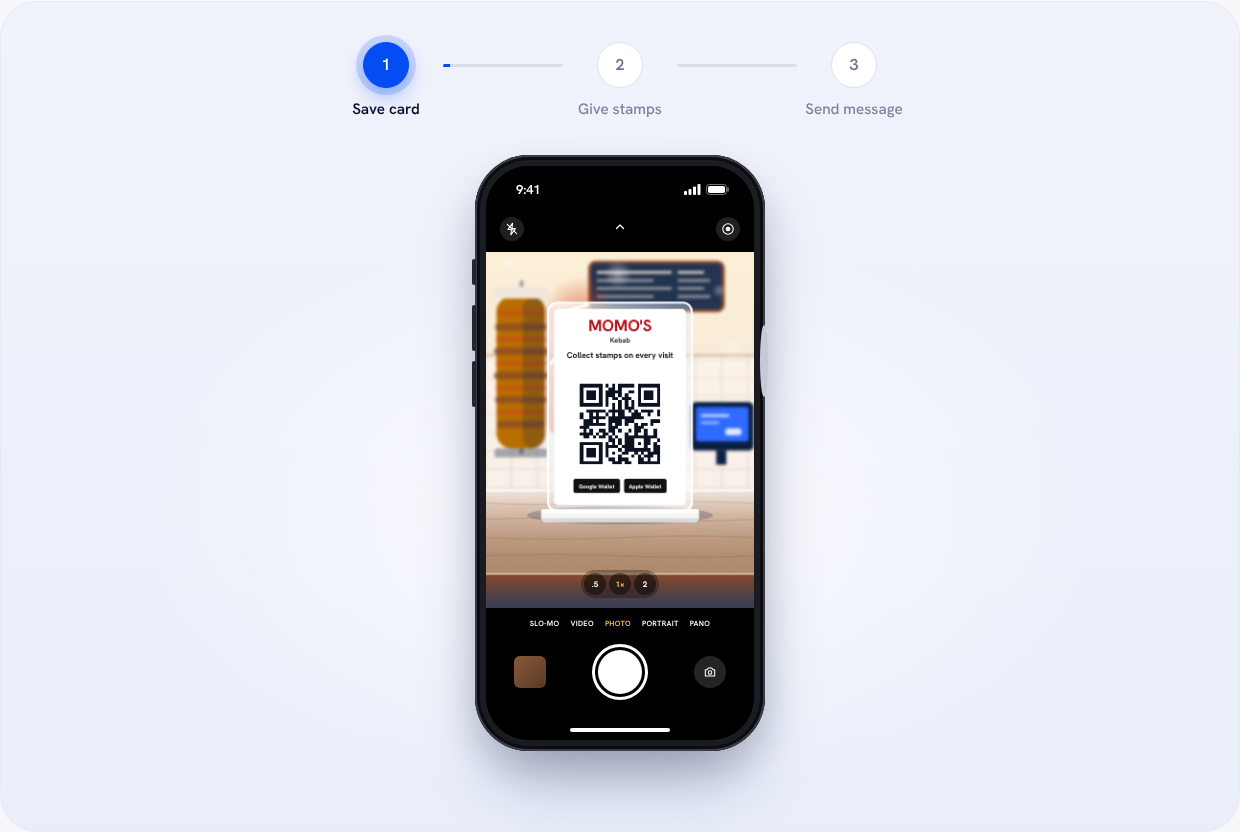 1
2
3
Save card
Give stamps
Send message
9:41
MOMO'S
Kebab
Collect stamps on every visit
Google Wallet
Apple Wallet
.5
1×
2
SLO-MO
VIDEO
PHOTO
PORTRAIT
PANO